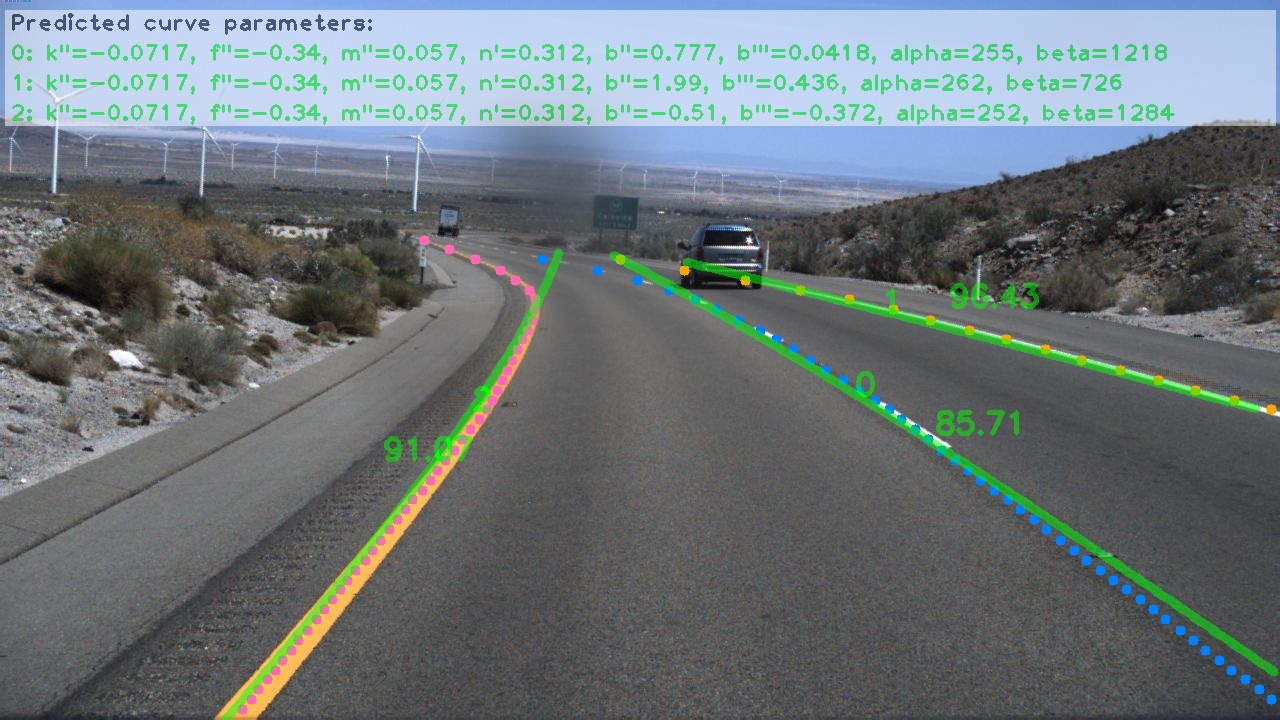 Predicted curve parameters:
0: k''=-0.0717, f''=-0.34, m''=0.057, n'=0.312, b''=0.777, b'''=0.0418, alpha=255, beta=1218
1: k''=-0.0717, f''=-0.34, m''=0.057, n'=0.312, b''=1.99, b'''=0.436, alpha=262, beta=726
2: k''=-0.0717, f''=-0.34, m''=0.057, n'=0.312, b''=-0.51, b'''=-0.372, alpha=252, beta=1284
1 96.43
0
85.71